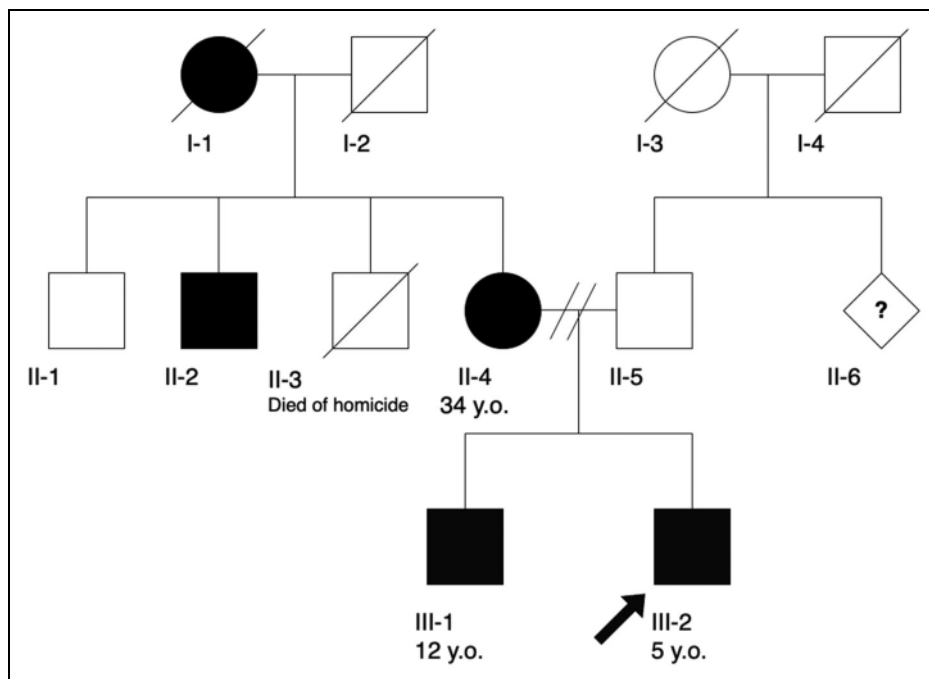 I-1
I-2
I-3
I-4
?
II-1
II-2
II-3
Died of homicide
II-4
34 y.o.
II-5
II-6
III-1
12 y.o.
III-2
5 y.o.